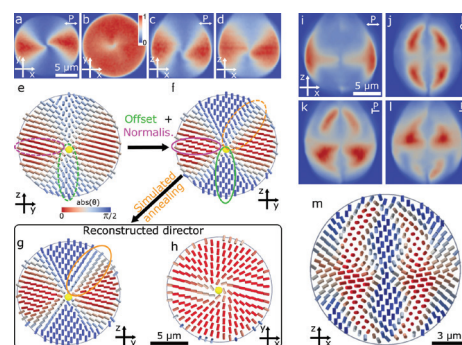 a
P
z
y
5 µm
b
1
0
y
x
c
P
z
x
d
P
z
x
i
P
5 µm
j
k
P
l
P
z
x
e
Offset +
Normalis.
f
z
y
abs(θ)
0
π/2
Simulated
annealing
z
y
Reconstructed director
g
h
z
y
5 µm
y
x
m
z
x
3 µm